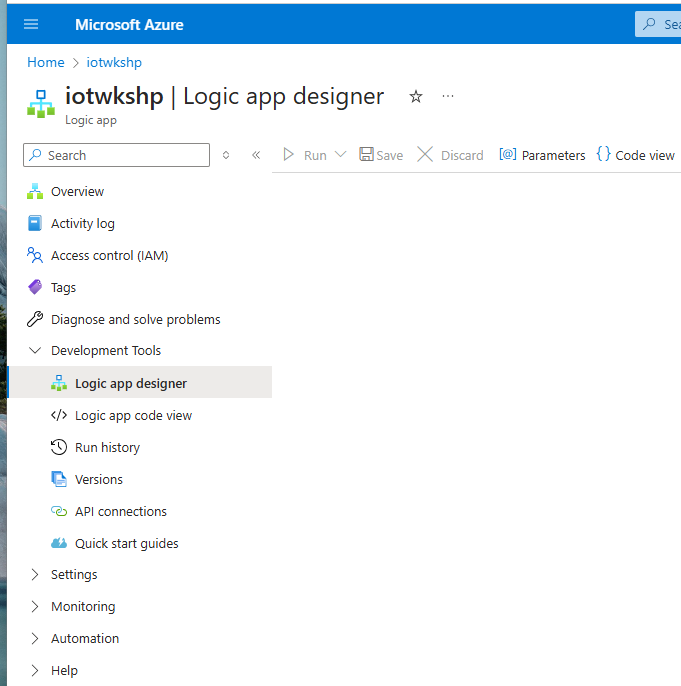 Microsoft Azure
Home > iotwkshp
iotwkshp | Logic app designer
Logic app
Search
Run Save Discard [@] Parameters {} Code view
Overview
Activity log
Access control (IAM)
Tags
Diagnose and solve problems
Development Tools
Logic app designer
</> Logic app code view
Run history
Versions
API connections
Quick start guides
Settings
Monitoring
Automation
Help